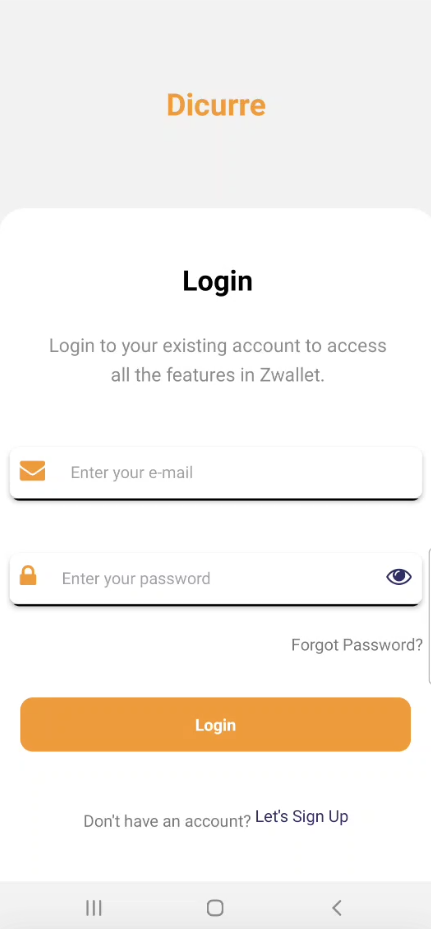 Dicurre
Login
Login to your existing account to access
all the features in Zwallet.
Enter your e-mail
Enter your password
Forgot Password?
Login
Don't have an account? Let's Sign Up